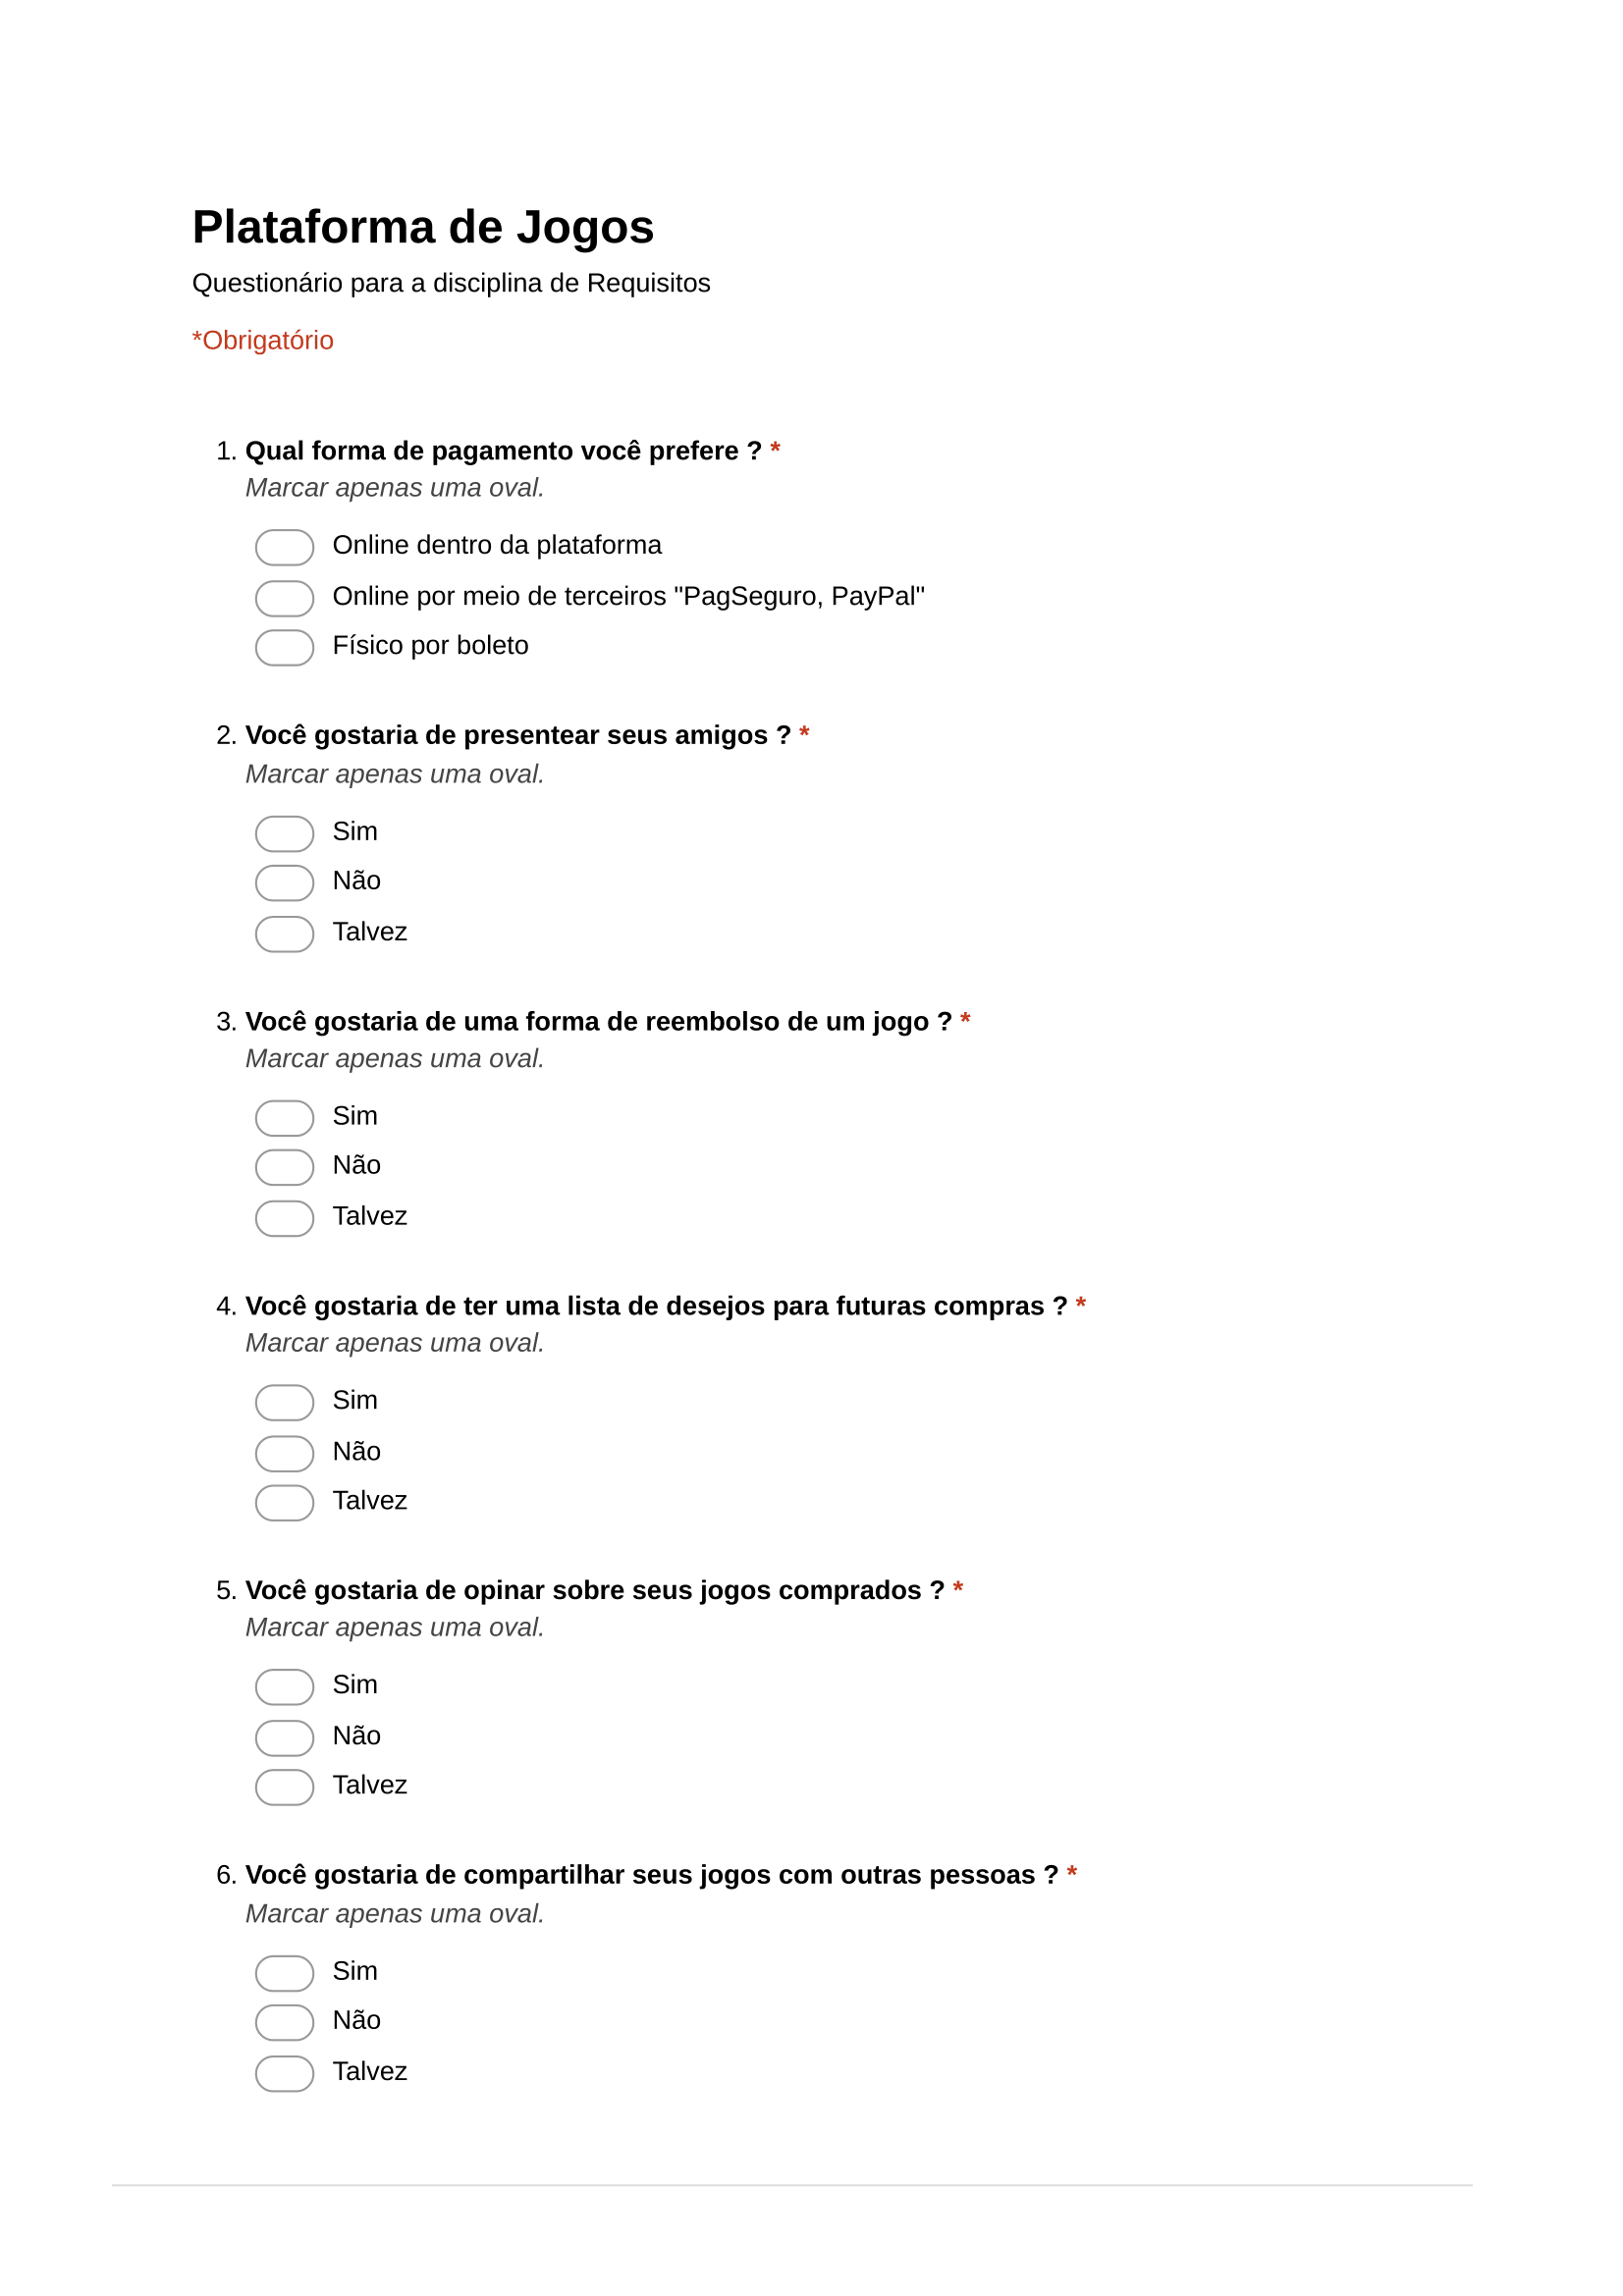 Plataforma de Jogos
Questionário para a disciplina de Requisitos
*Obrigatório
1. Qual forma de pagamento você prefere ? *
Marcar apenas uma oval.
Online dentro da plataforma
Online por meio de terceiros "PagSeguro, PayPal"
Físico por boleto
2. Você gostaria de presentear seus amigos ? *
Marcar apenas uma oval.
Sim
Não
Talvez
3. Você gostaria de uma forma de reembolso de um jogo ? *
Marcar apenas uma oval.
Sim
Não
Talvez
4. Você gostaria de ter uma lista de desejos para futuras compras ? *
Marcar apenas uma oval.
Sim
Não
Talvez
5. Você gostaria de opinar sobre seus jogos comprados ? *
Marcar apenas uma oval.
Sim
Não
Talvez
6. Você gostaria de compartilhar seus jogos com outras pessoas ? *
Marcar apenas uma oval.
Sim
Não
Talvez